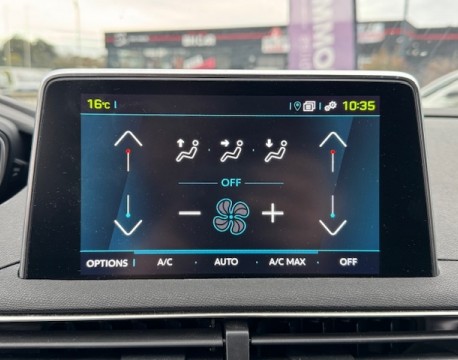 16°C 10:35
OFF
OPTIONS A/C AUTO A/C MAX OFF